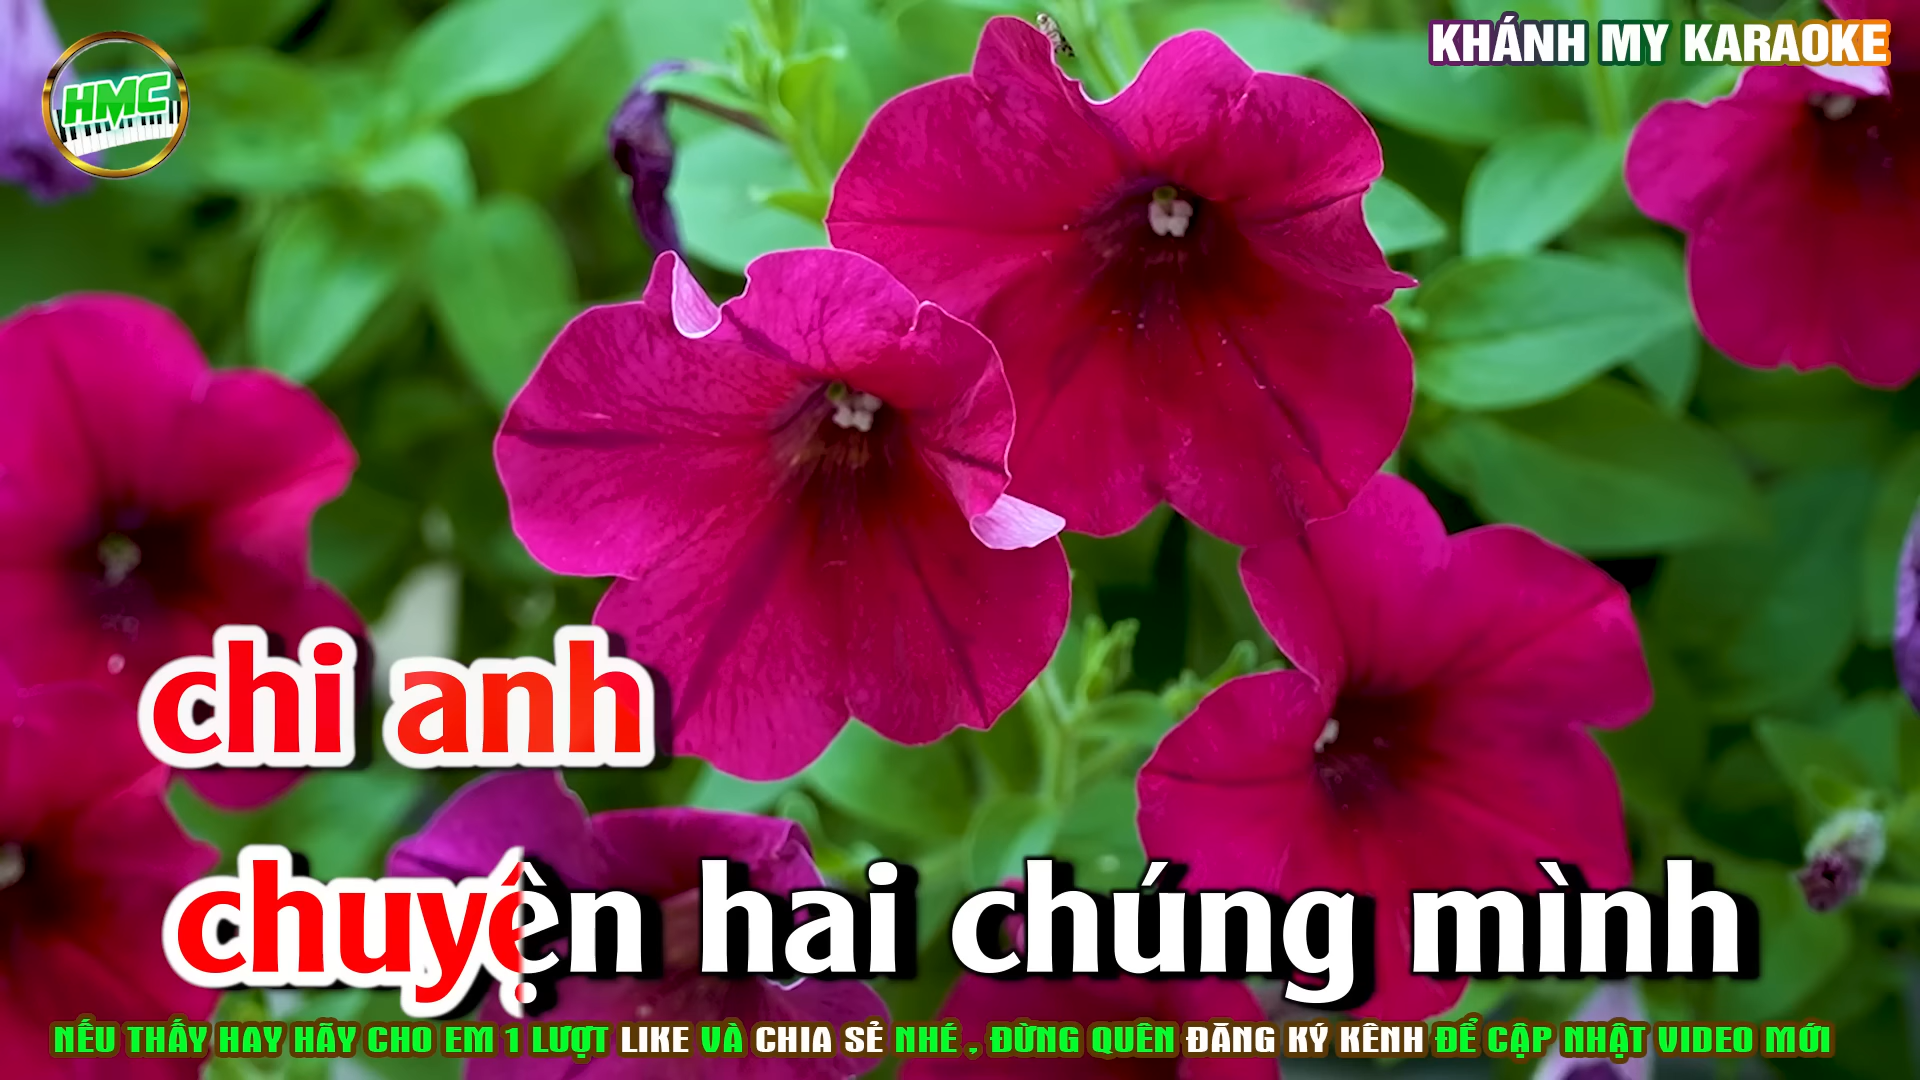 KHÁNH MY KARAOKE
HMC
chi anh
chuyện hai chúng mình
NẾU THẤY HAY HÃY CHO EM 1 LƯỢT LIKE VÀ CHIA SẺ NHÉ , ĐỪNG QUÊN ĐĂNG KÝ KÊNH ĐỂ CẬP NHẬT VIDEO MỚI